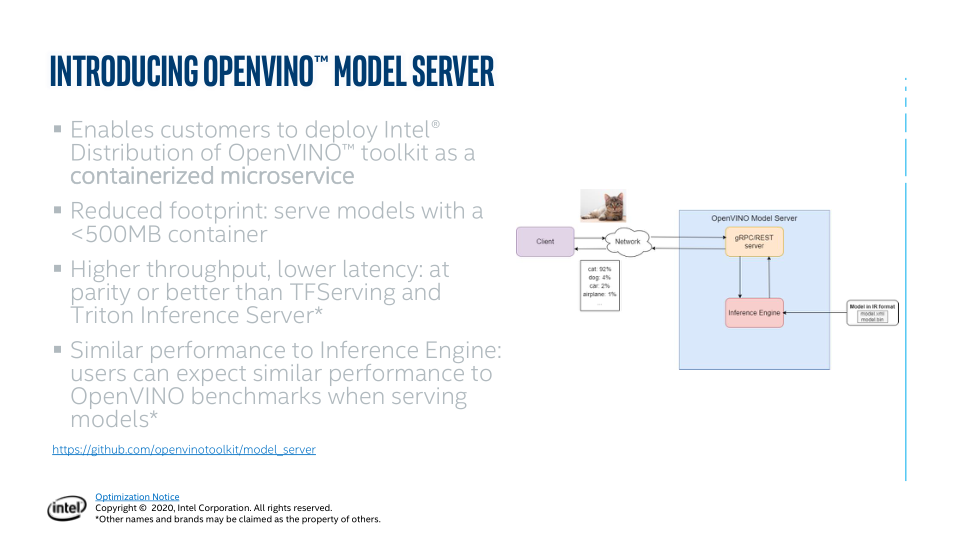 INTRODUCING OPENVINO™ MODEL SERVER
▪ Enables customers to deploy Intel®
Distribution of OpenVINO™ toolkit as a
containerized microservice
▪ Reduced footprint: serve models with a
<500MB container
▪ Higher throughput, lower latency: at
parity or better than TFServing and
Triton Inference Server*
▪ Similar performance to Inference Engine:
users can expect similar performance to
OpenVINO benchmarks when serving
models*
https://github.com/openvinotoolkit/model_server
Client
Network
cat: 92%
dog: 4%
car: 2%
airplane: 1%
...
OpenVINO Model Server
gRPC/REST
server
Inference Engine
Model in IR format
model.xml
model.bin
intel
Optimization Notice
Copyright © 2020, Intel Corporation. All rights reserved.
*Other names and brands may be claimed as the property of others.